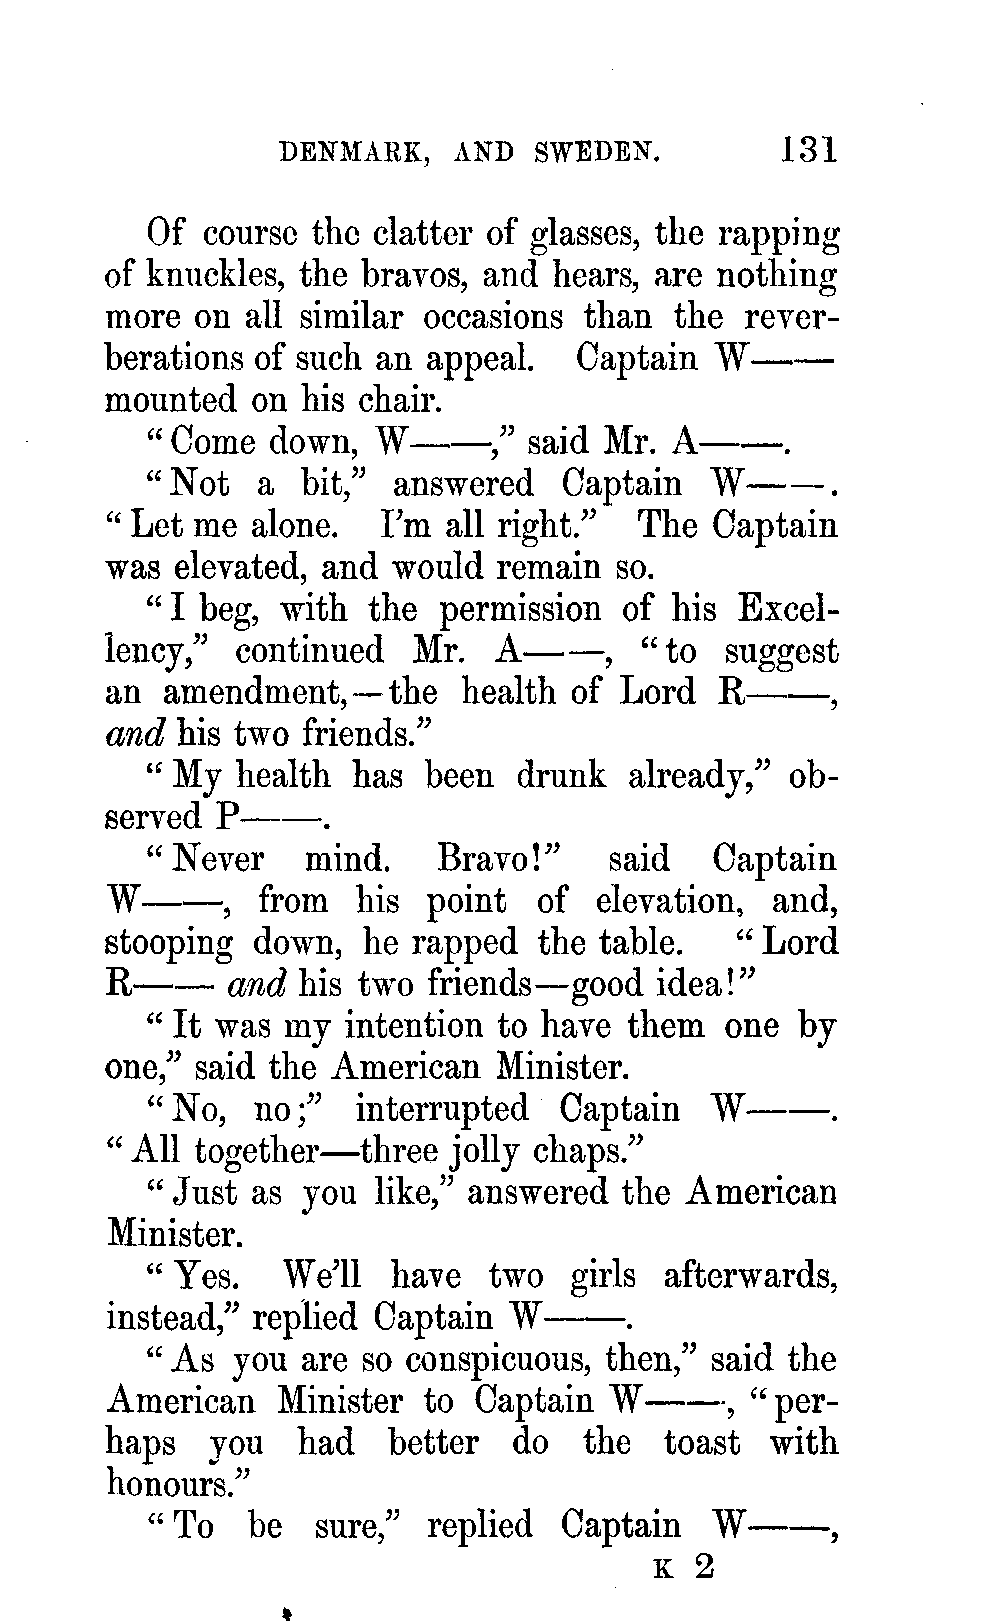 DENMARK, AND SWEDEN. 131
Of course the clatter of glasses, the rapping
of knuckles, the bravos, and hears, are nothing
more on all similar occasions than the rever-
berations of such an appeal. Captain W——
mounted on his chair.
"Come down, W——," said Mr. A——.
"Not a bit," answered Captain W——.
"Let me alone. I'm all right." The Captain
was elevated, and would remain so.
"I beg, with the permission of his Excel-
lency," continued Mr. A——, "to suggest
an amendment,—the health of Lord R——,
and his two friends."
"My health has been drunk already," ob-
served P——.
"Never mind. Bravo!" said Captain
W——, from his point of elevation, and,
stooping down, he rapped the table. "Lord
R—— and his two friends—good idea!"
"It was my intention to have them one by
one," said the American Minister.
"No, no;" interrupted Captain W——.
"All together—three jolly chaps."
"Just as you like," answered the American
Minister.
"Yes. We'll have two girls afterwards,
instead," replied Captain W——.
"As you are so conspicuous, then," said the
American Minister to Captain W——, "per-
haps you had better do the toast with
honours."
"To be sure," replied Captain W——,
K 2